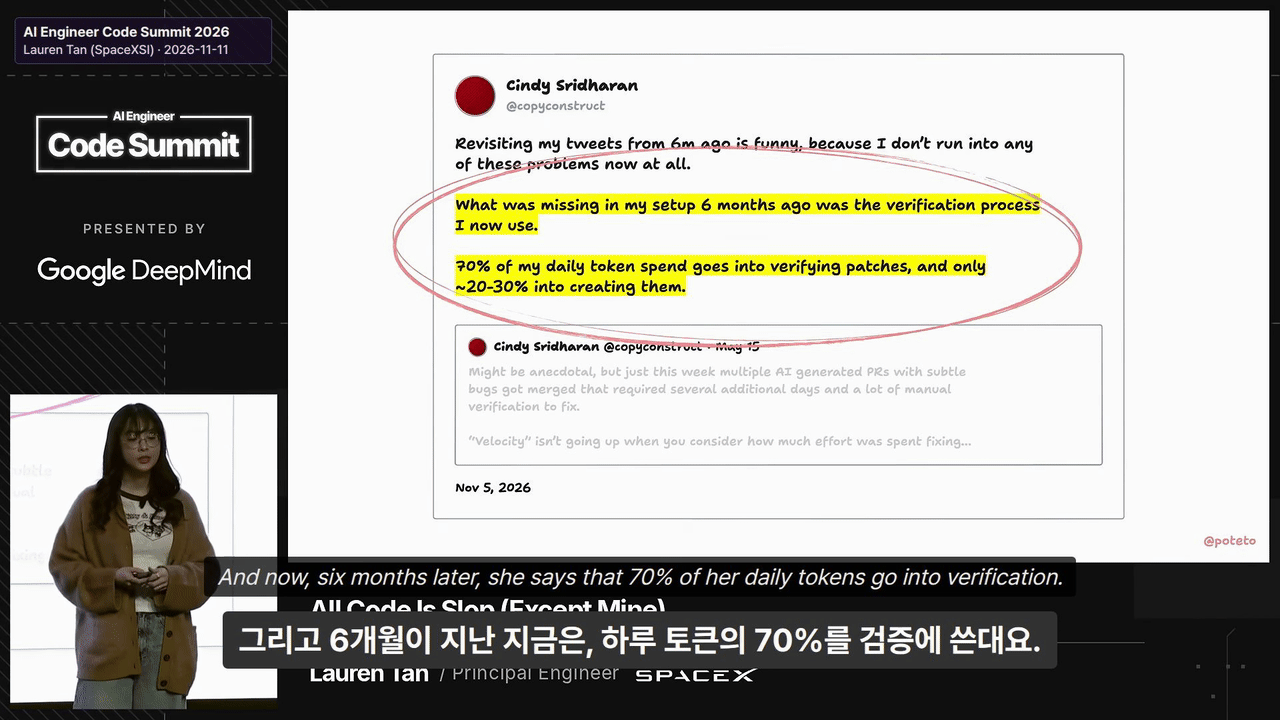 AI Engineer Code Summit 2026
Lauren Tan (SpaceXSI) · 2026-11-11
AI Engineer
Code Summit
PRESENTED BY
Google DeepMind
Cindy Sridharan
@copyconstruct
Revisiting my tweets from 6m ago is funny, because I don't run into any
of these problems now at all.
What was missing in my setup 6 months ago was the verification process
I now use.
70% of my daily token spend goes into verifying patches, and only
~20-30% into creating them.
Cindy Sridharan @copyconstruct · May 15
Might be anecdotal, but just this week multiple AI generated PRs with subtle
bugs got merged that required several additional days and a lot of manual
verification to fix.
"Velocity" isn't going up when you consider how much effort was spent fixing...
Nov 5, 2026
@poteto
And now, six months later, she says that 70% of her daily tokens go into verification.
All Code Is Slop (Except Mine)
그리고 6개월이 지난 지금은, 하루 토큰의 70%를 검증에 쓴대요.
Lauren Tan / Principal Engineer SPACEX